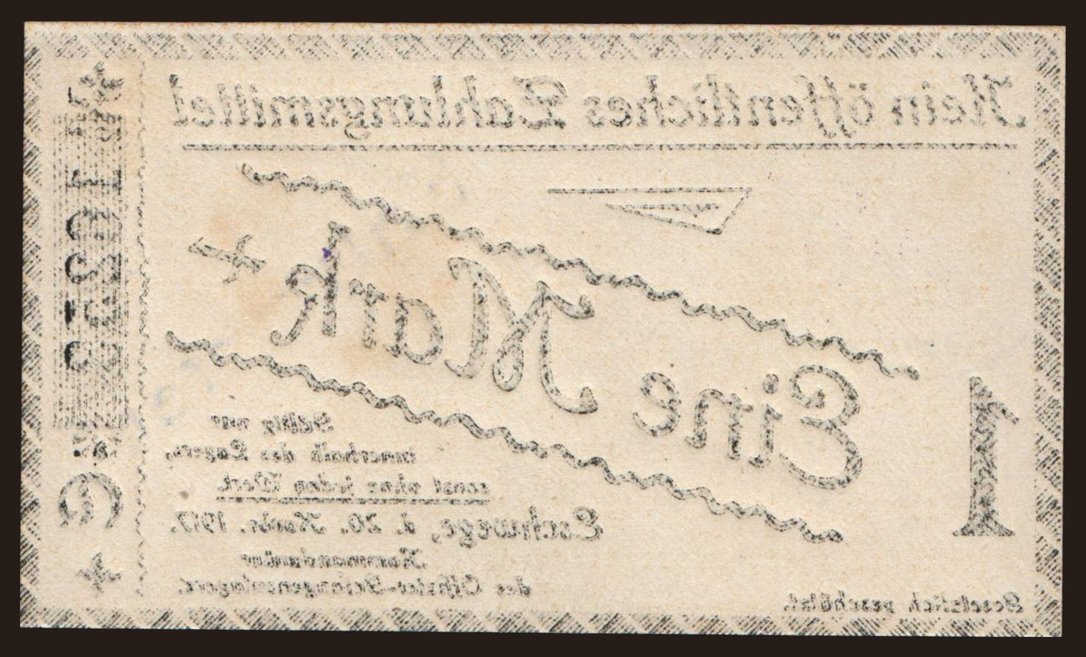 Kein öffentliches Zahlungsmittel
Eine Mark +
1
Gültig nur
innerhalb des Lagers,
sonst ohne jeden Wert.
Eschwege, d. 20. Novbr. 1917.
Kommandantur
des Offizier-Gefangenenlagers.
Gesetzlich geschützt.